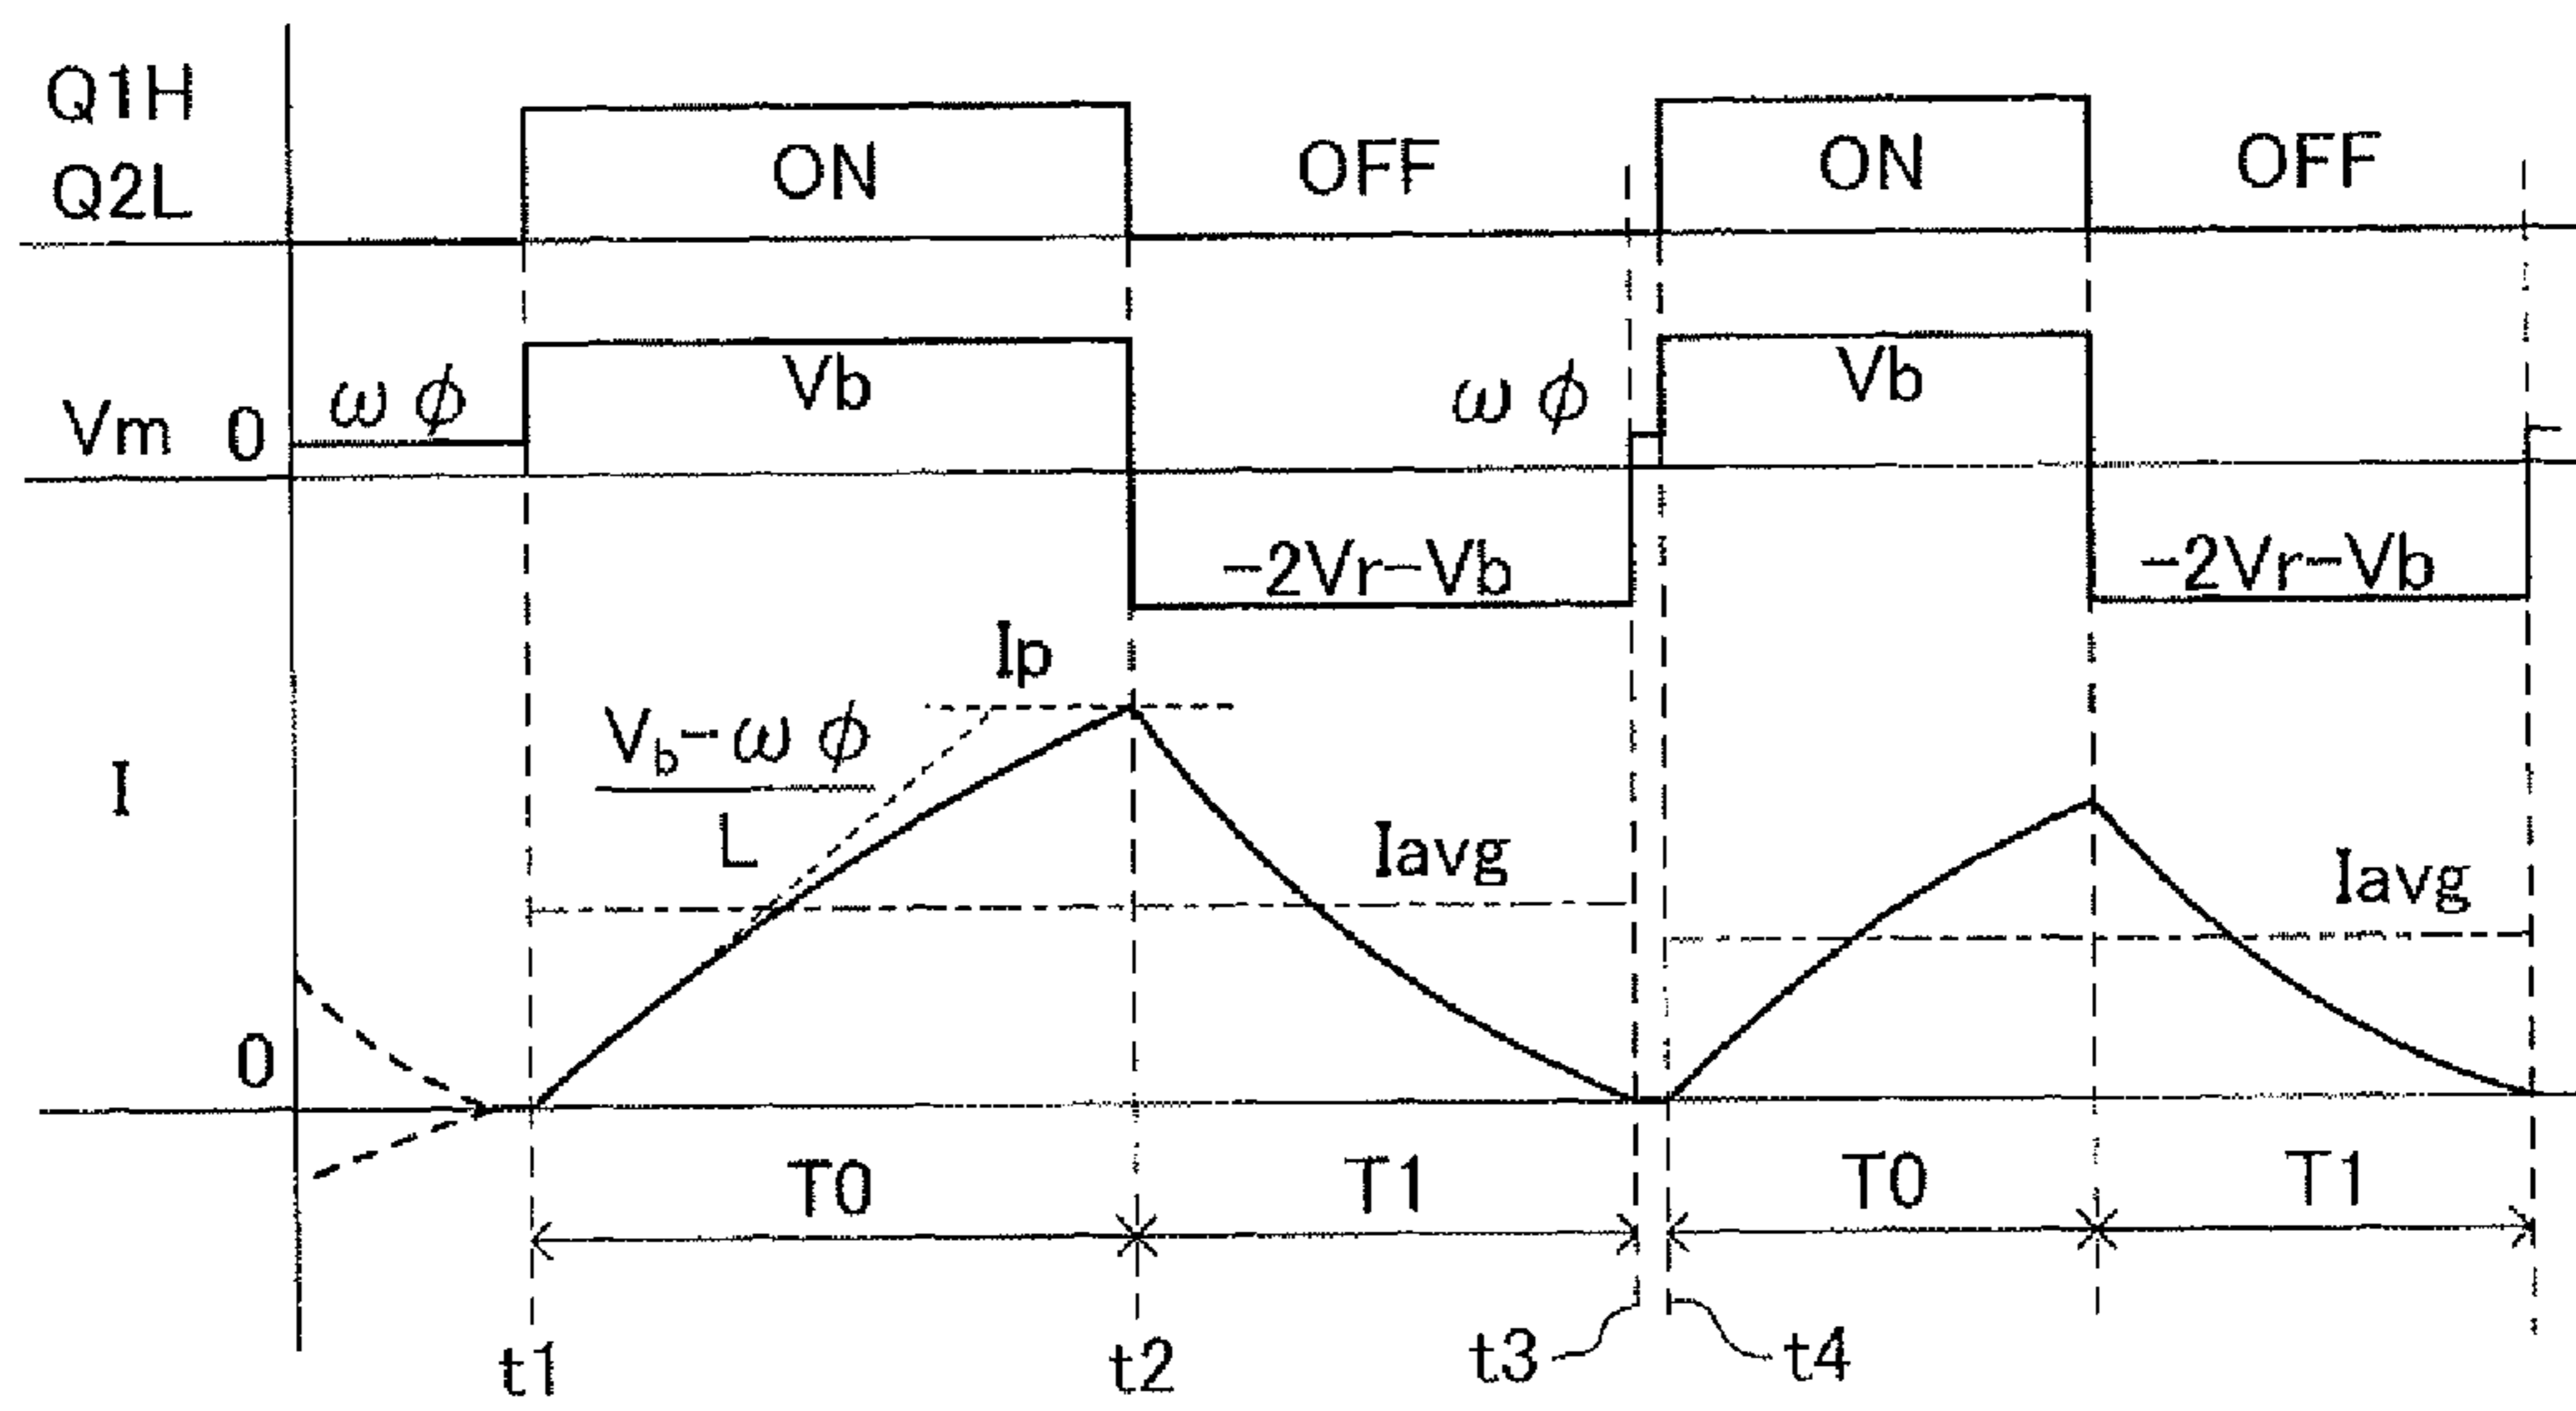 Q1H
Q2L
ON
OFF
ON
OFF
Vm 0
ω φ
Vb
-2Vr-Vb
ω φ
Vb
-2Vr-Vb
I
0
Vb-ω φ
L
Ip
Iavg
Iavg
T0
T1
T0
T1
t1
t2
t3
t4